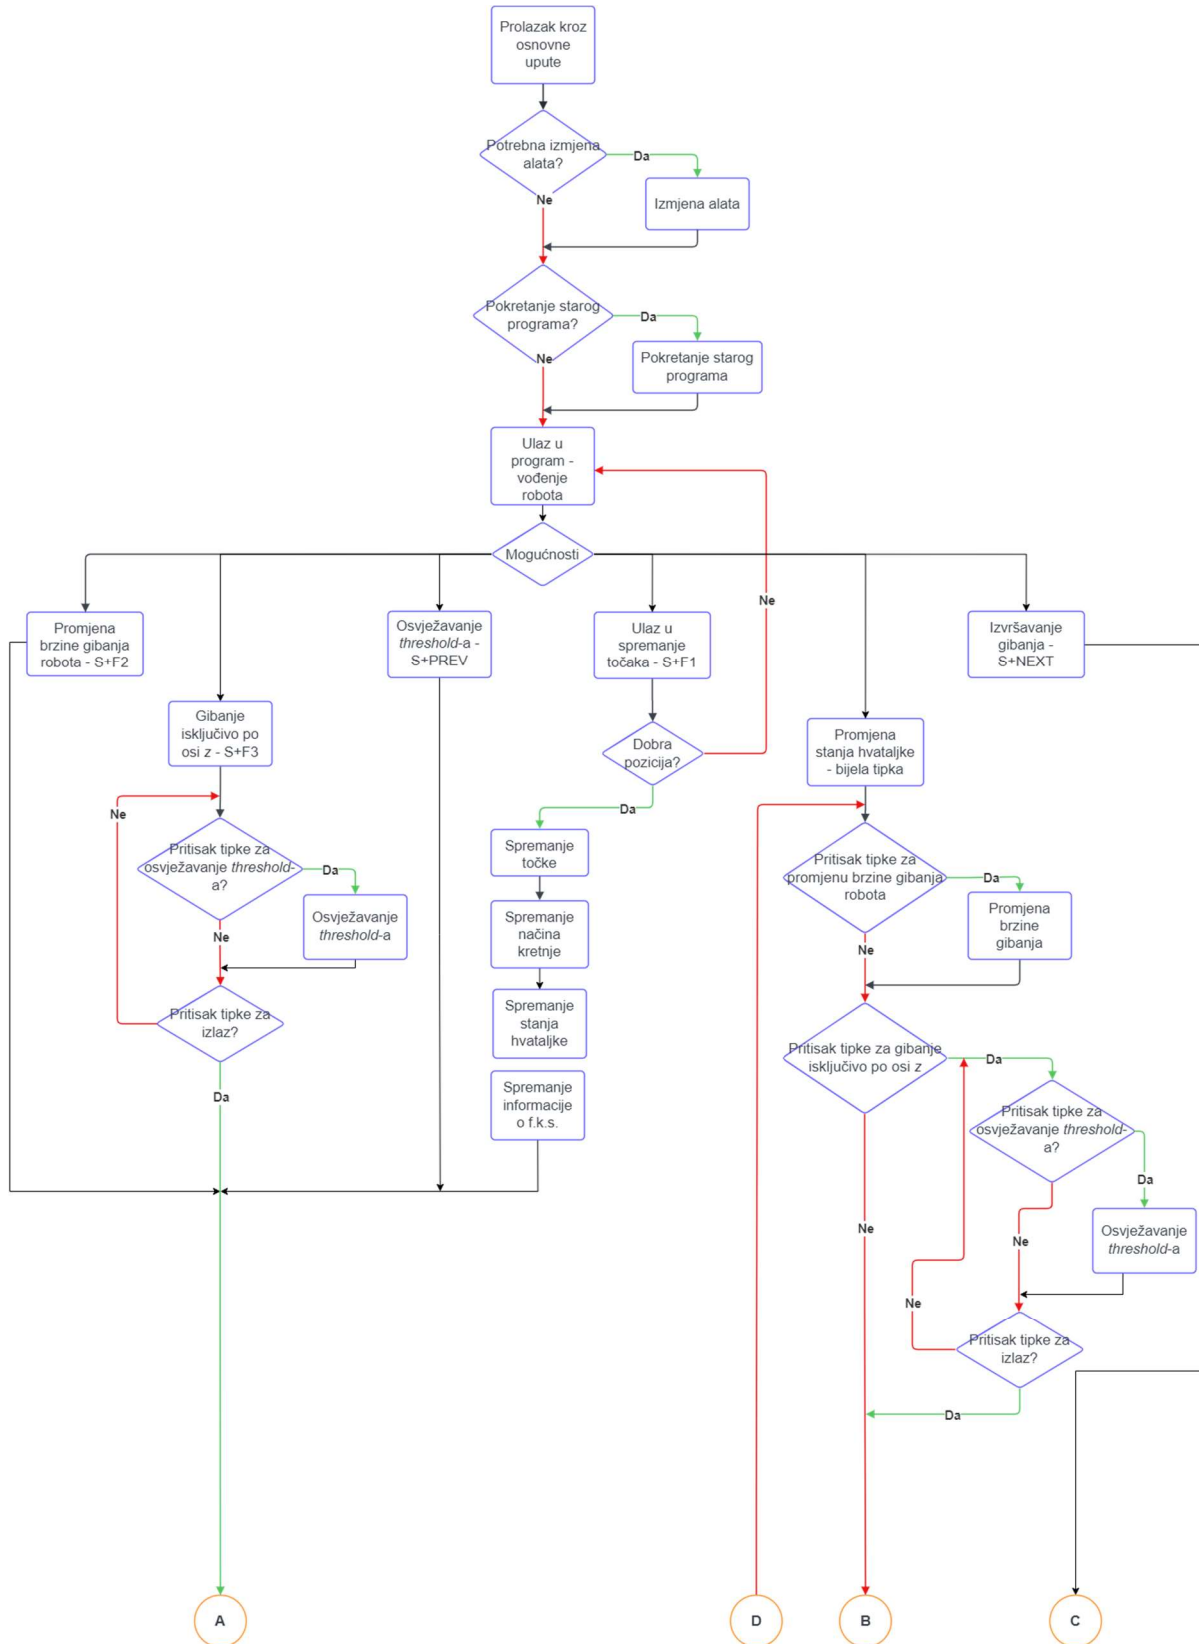 Prolazak kroz
osnovne
upute
Potrebna izmjena
alata?
Da
Izmjena alata
Ne
Pokretanje starog
programa?
Da
Pokretanje starog
programa
Ne
Ulaz u
program -
vođenje
robota
Mogućnosti
Ne
Promjena
brzine gibanja
robota - S+F2
Osvježavanje
threshold-a -
S+PREV
Ulaz u
spremanje
točaka - S+F1
Izvršavanje
gibanja -
S+NEXT
Gibanje
isključivo po
osi z - S+F3
Dobra
pozicija?
Promjena
stanja hvataljke
- bijela tipka
Ne
Da
Pritisak tipke za
osvježavanje threshold-
a?
Da
Osvježavanje
threshold-a
Ne
Pritisak tipke za
izlaz?
Da
Spremanje
točke
Spremanje
načina
kretnje
Spremanje
stanja
hvataljke
Spremanje
informacije
o f.k.s.
Pritisak tipke za
promjenu brzine gibanja
robota
Da
Promjena
brzine
gibanja
Ne
Pritisak tipke za gibanje
isključivo po osi z
Da
Pritisak tipke za
osvježavanje threshold-
a?
Da
Ne
Ne
Osvježavanje
threshold-a
Ne
Pritisak tipke za
izlaz?
Da
A
D
B
C